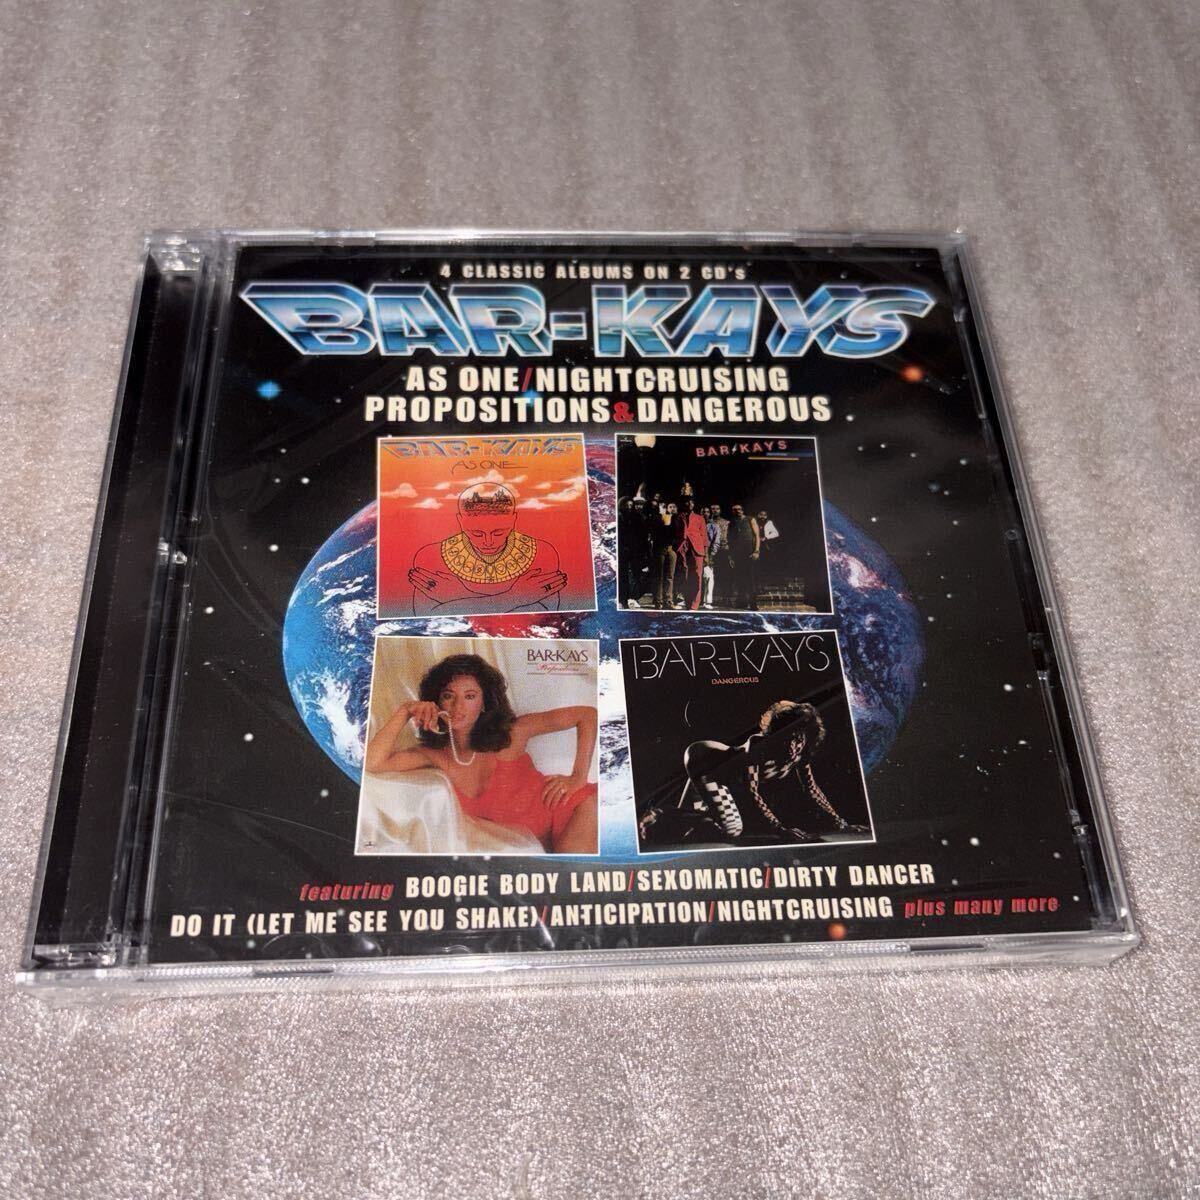 4 CLASSIC ALBUMS ON 2 CD's
BAR-KAYS
AS ONE/NIGHTCRUISING
PROPOSITIONS&DANGEROUS
BAR-KAYS
AS ONE
BAR-KAYS
BAR-KAYS
Propositions
BAR-KAYS
DANGEROUS
featuring BOOGIE BODY LAND/SEXOMATIC/DIRTY DANCER
DO IT (LET ME SEE YOU SHAKE)/ANTICIPATION/NIGHTCRUISING plus many more